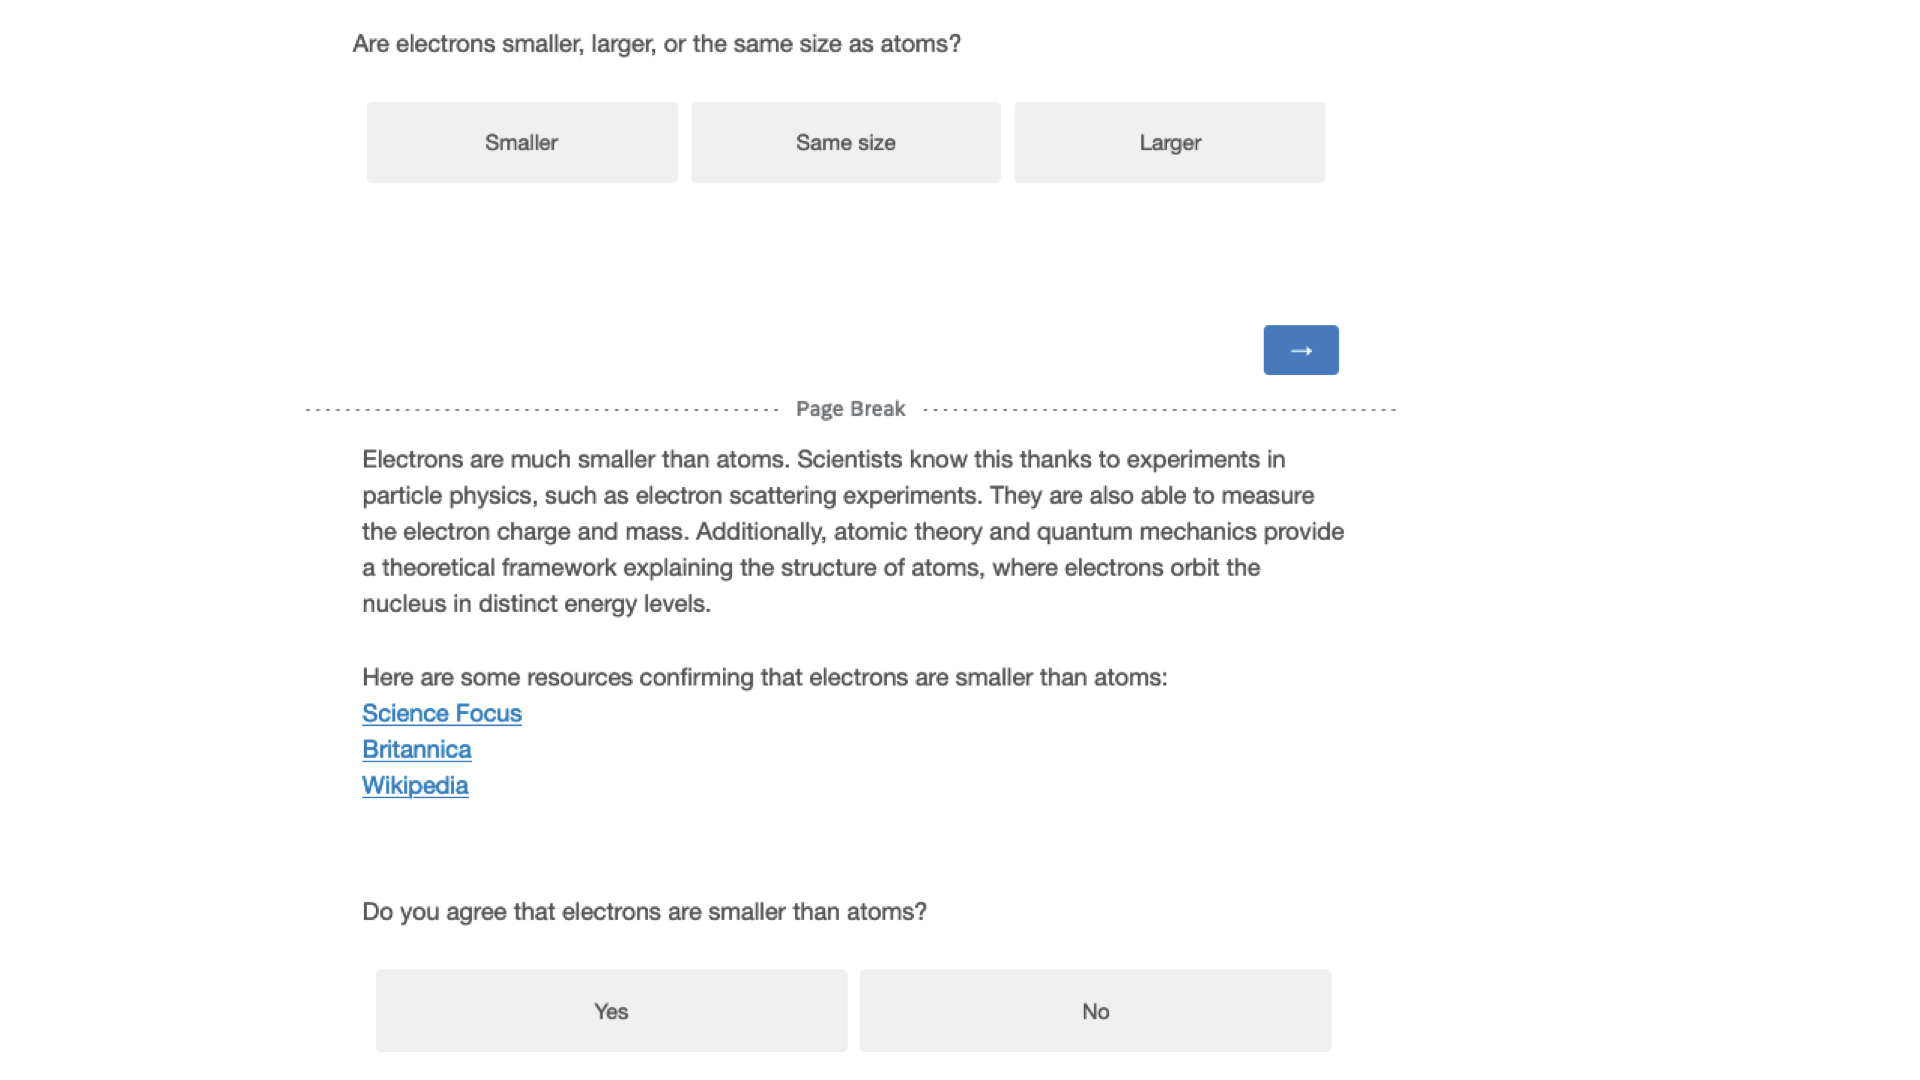 Are electrons smaller, larger, or the same size as atoms?
Smaller
Same size
Larger
→
Page Break
Electrons are much smaller than atoms. Scientists know this thanks to experiments in
particle physics, such as electron scattering experiments. They are also able to measure
the electron charge and mass. Additionally, atomic theory and quantum mechanics provide
a theoretical framework explaining the structure of atoms, where electrons orbit the
nucleus in distinct energy levels.
Here are some resources confirming that electrons are smaller than atoms:
Science Focus
Britannica
Wikipedia
Do you agree that electrons are smaller than atoms?
Yes
No